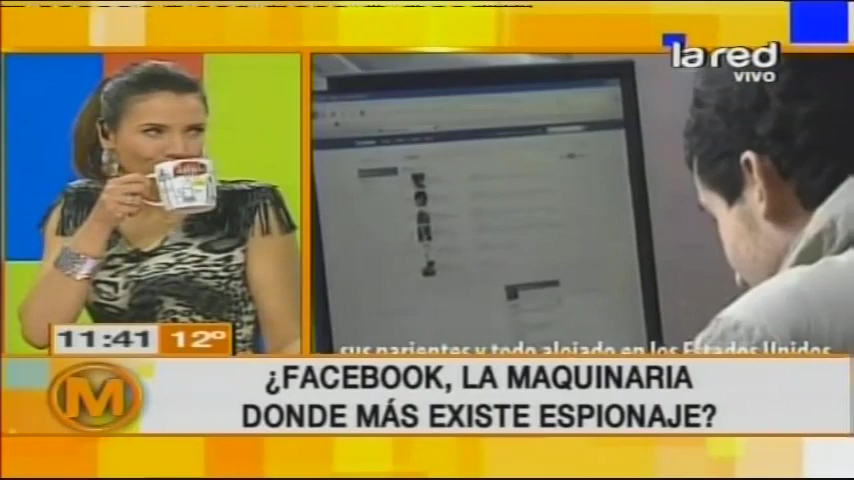 la red
VIVO
11:41 12º
sus parientes y todo alojado en los Estados Unidos
M
¿FACEBOOK, LA MAQUINARIA
DONDE MÁS EXISTE ESPIONAJE?